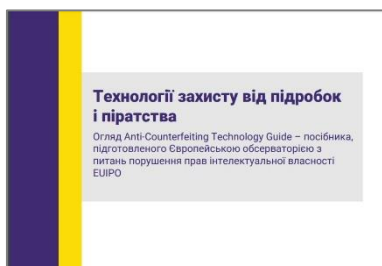 Технології захисту від підробок
і піратства
Огляд Anti-Counterfeiting Technology Guide – посібника,
підготовленого Європейською обсерваторією з
питань порушення прав інтелектуальної власності
EUIPO